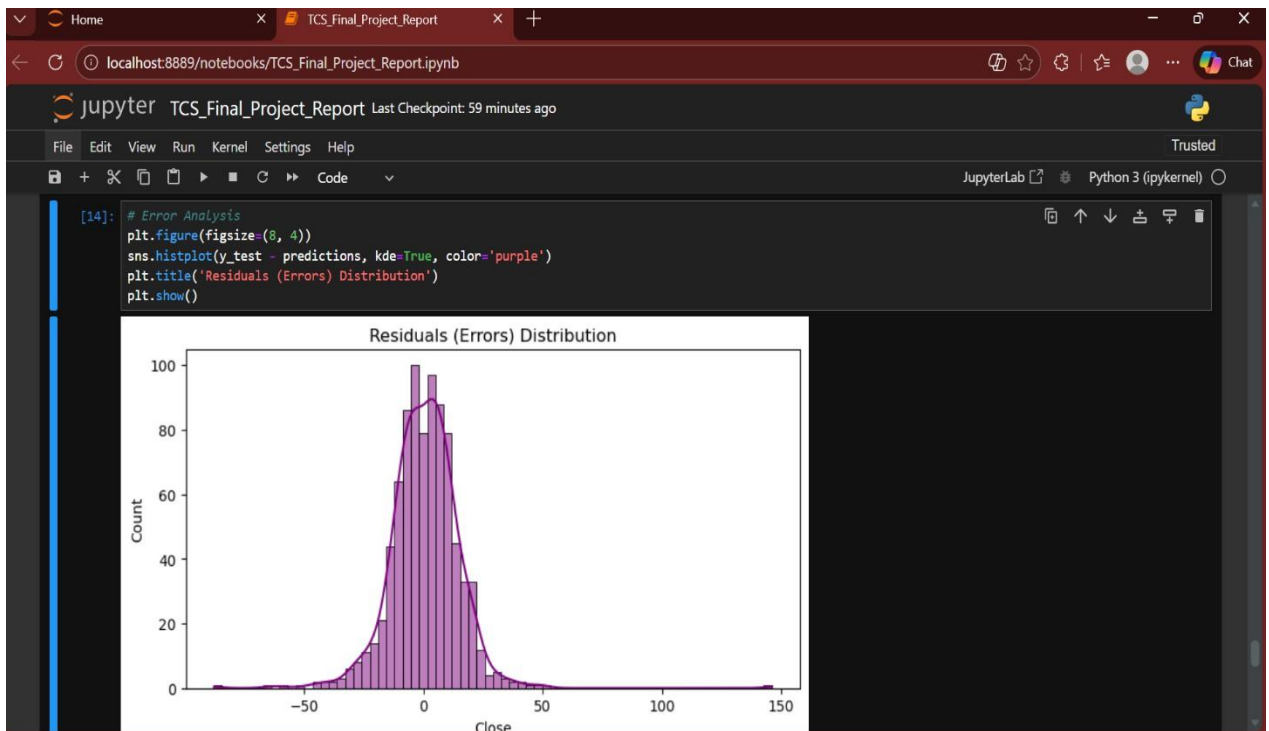 Home
TCS_Final_Project_Report
localhost:8889/notebooks/TCS_Final_Project_Report.ipynb
Chat
jupyter TCS_Final_Project_Report Last Checkpoint: 59 minutes ago
File Edit View Run Kernel Settings Help
Trusted
Code
JupyterLab
Python 3 (ipykernel)
[14]:
# Error Analysis
plt.figure(figsize=(8, 4))
sns.histplot(y_test - predictions, kde=True, color='purple')
plt.title('Residuals (Errors) Distribution')
plt.show()
Residuals (Errors) Distribution
100
80
60
40
20
0
Count
-50 0 50 100 150
Close